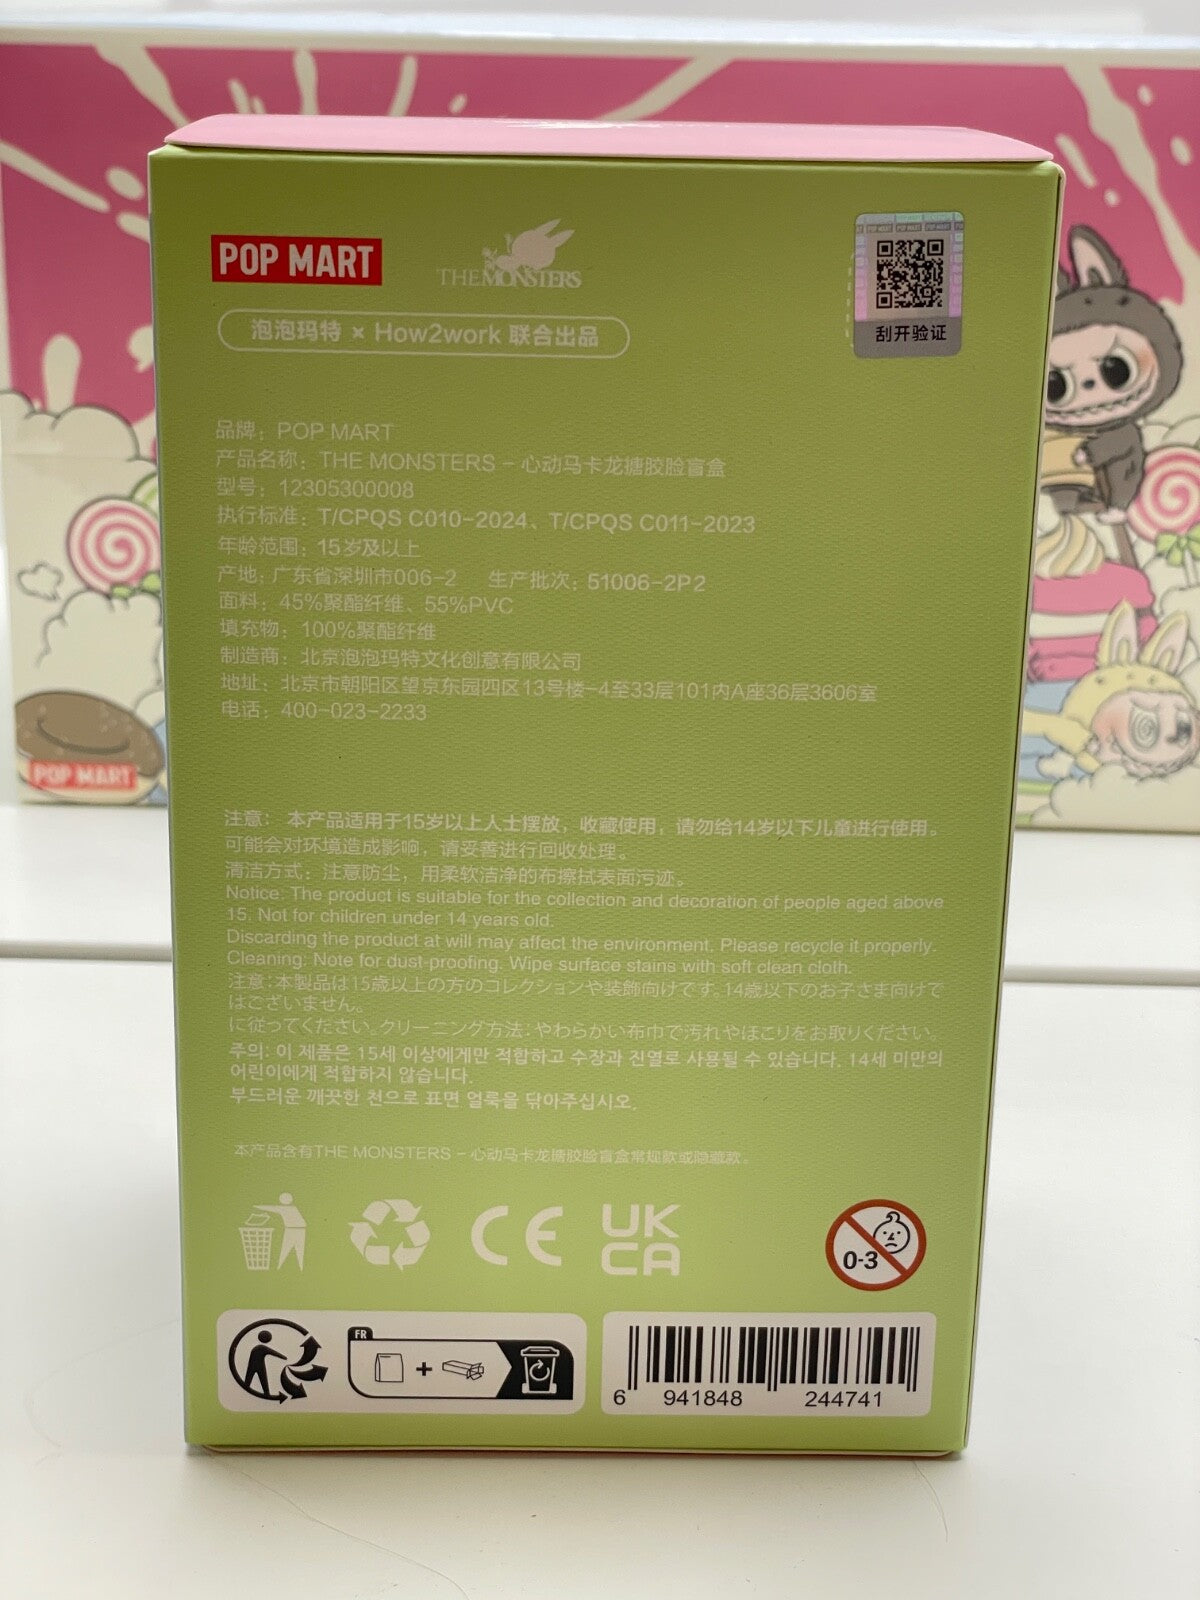 POP MART
THE MONSTERS
泡泡玛特 × How2work 联合出品
刮开验证
品牌：POP MART
产品名称：THE MONSTERS – 心动马卡龙搪胶脸盲盒
型号：12305300008
执行标准：T/CPQS C010-2024、T/CPQS C011-2023
年龄范围：15岁及以上
产地：广东省深圳市006-2 生产批次：51006-2P2
面料：45%聚酯纤维、55%PVC
填充物：100%聚酯纤维
制造商：北京泡泡玛特文化创意有限公司
地址：北京市朝阳区望京东园四区13号楼-4至33层101内A座36层3606室
电话：400-023-2233
注意：本产品适用于15岁以上人士摆放，收藏使用，请勿给14岁以下儿童进行使用。
可能会对环境造成影响，请妥善进行回收处理。
清洁方式：注意防尘，用柔软洁净的布擦拭表面污迹。
Notice: The product is suitable for the collection and decoration of people aged above
15. Not for children under 14 years old.
Discarding the product at will may affect the environment. Please recycle it properly.
Cleaning: Note for dust-proofing. Wipe surface stains with soft clean cloth.
注意：本製品は15歳以上の方のコレクションや装飾向けです。14歳以下のお子さま向けで
はございません。
に従ってください。クリーニング方法：やわらかい布巾で汚れやほこりをお取りください。
주의: 이 제품은 15세 이상에게만 적합하고 수장과 진열로 사용될 수 있습니다. 14세 미만의
어린이에게 적합하지 않습니다.
부드러운 깨끗한 천으로 표면 얼룩을 닦아주십시오.
本产品含有THE MONSTERS – 心动马卡龙搪胶脸盲盒常规款或隐藏款。
CE
UK
CA
0-3
FR
+
6 941848 244741
POP MART